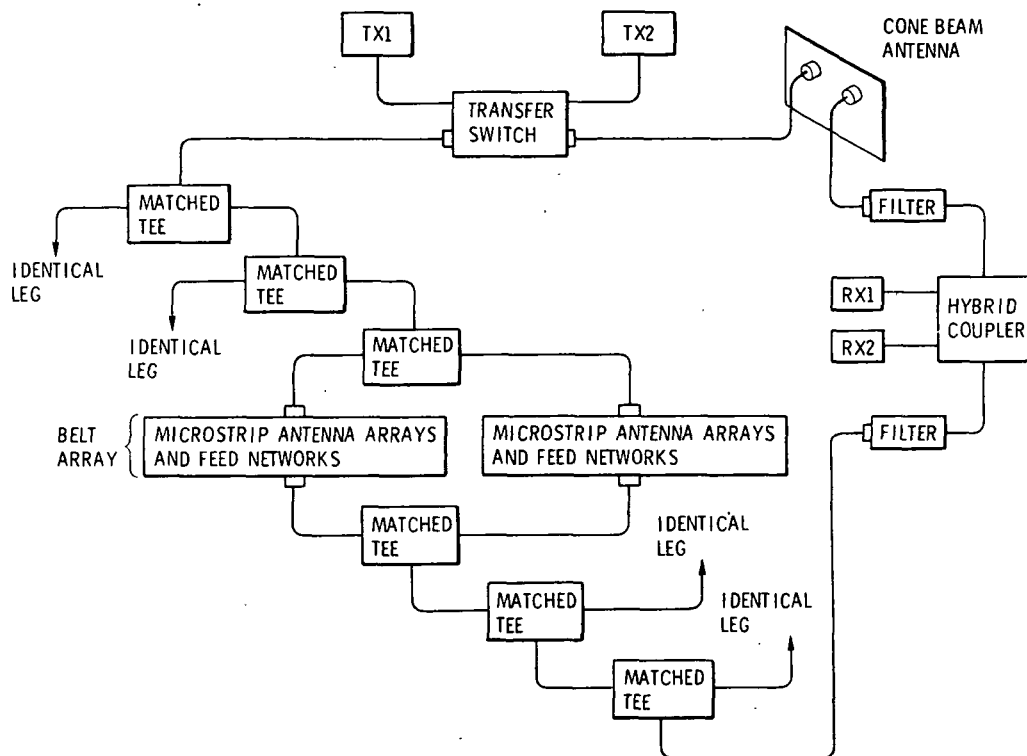 TX1
TX2
CONE BEAM
ANTENNA
TRANSFER
SWITCH
MATCHED
TEE
FILTER
IDENTICAL
LEG
MATCHED
TEE
RX1
HYBRID
COUPLER
RX2
IDENTICAL
LEG
MATCHED
TEE
BELT
ARRAY
MICROSTRIP ANTENNA ARRAYS
AND FEED NETWORKS
MICROSTRIP ANTENNA ARRAYS
AND FEED NETWORKS
FILTER
MATCHED
TEE
IDENTICAL
LEG
MATCHED
TEE
IDENTICAL
LEG
MATCHED
TEE